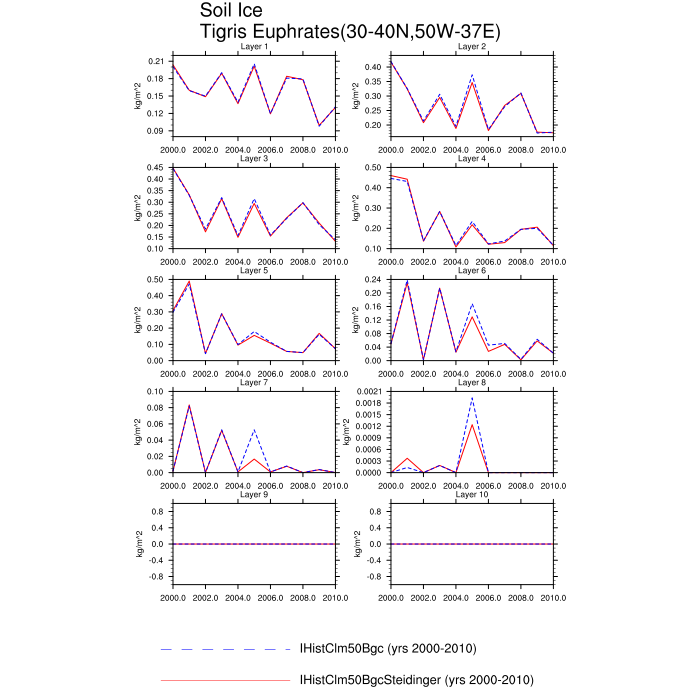 Soil Ice
Tigris Euphrates(30-40N,50W-37E)
Layer 1
Layer 2
kg/m^2
0.21
0.18
0.15
0.12
0.09
2000.0 2002.0 2004.0 2006.0 2008.0 2010.0
kg/m^2
0.40
0.35
0.30
0.25
0.20
2000.0 2002.0 2004.0 2006.0 2008.0 2010.0
Layer 3
Layer 4
kg/m^2
0.45
0.40
0.35
0.30
0.25
0.20
0.15
0.10
2000.0 2002.0 2004.0 2006.0 2008.0 2010.0
kg/m^2
0.50
0.40
0.30
0.20
0.10
2000.0 2002.0 2004.0 2006.0 2008.0 2010.0
Layer 5
Layer 6
kg/m^2
0.50
0.40
0.30
0.20
0.10
0.00
2000.0 2002.0 2004.0 2006.0 2008.0 2010.0
kg/m^2
0.24
0.20
0.16
0.12
0.08
0.04
0.00
2000.0 2002.0 2004.0 2006.0 2008.0 2010.0
Layer 7
Layer 8
kg/m^2
0.10
0.08
0.06
0.04
0.02
0.00
2000.0 2002.0 2004.0 2006.0 2008.0 2010.0
kg/m^2
0.0021
0.0018
0.0015
0.0012
0.0009
0.0006
0.0003
0.0000
2000.0 2002.0 2004.0 2006.0 2008.0 2010.0
Layer 9
Layer 10
kg/m^2
0.8
0.4
0.0
-0.4
-0.8
2000.0 2002.0 2004.0 2006.0 2008.0 2010.0
kg/m^2
0.8
0.4
0.0
-0.4
-0.8
2000.0 2002.0 2004.0 2006.0 2008.0 2010.0
IHistClm50Bgc (yrs 2000-2010)
IHistClm50BgcSteidinger (yrs 2000-2010)